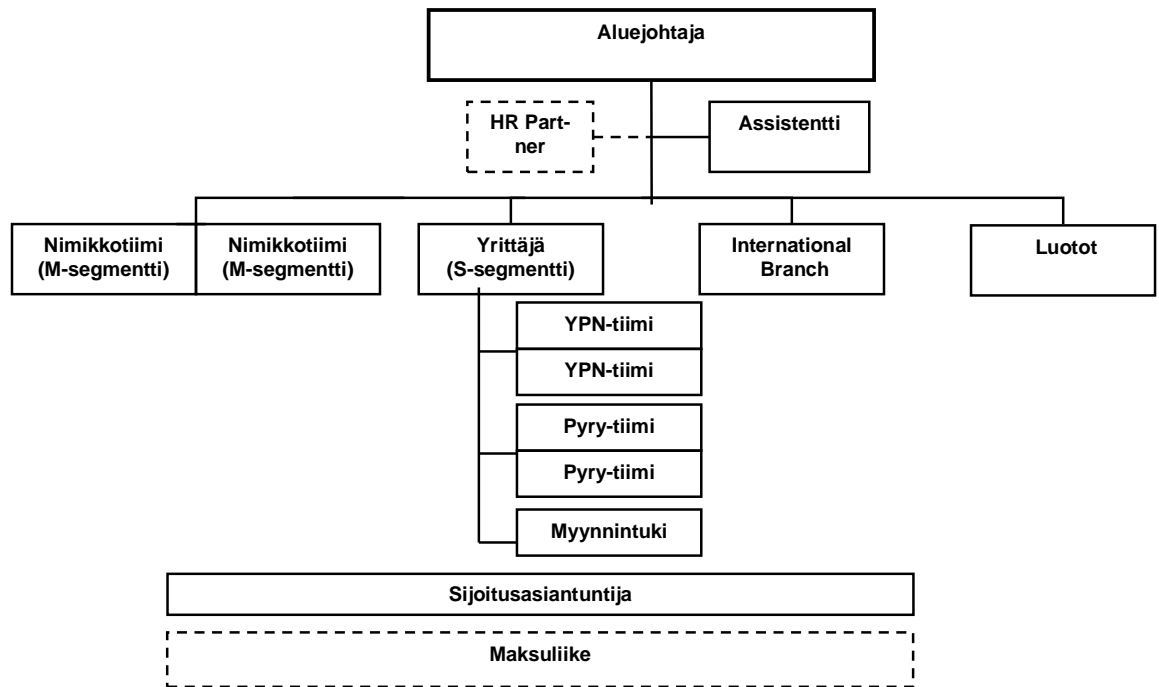 Aluejohtaja
HR Part-
ner
Assistentti
Nimikkotiimi
(M-segmentti)
Nimikkotiimi
(M-segmentti)
Yrittäjä
(S-segmentti)
International
Branch
Luotot
YPN-tiimi
YPN-tiimi
Pyry-tiimi
Pyry-tiimi
Myynnintuki
Sijoitusasiantuntija
Maksuliike